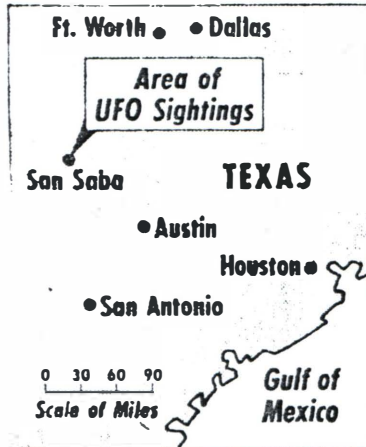 Ft. Worth
Dallas
Area of
UFO Sightings
San Saba
TEXAS
Austin
Houston
San Antonio
0 30 60 90
Scale of Miles
Gulf of
Mexico